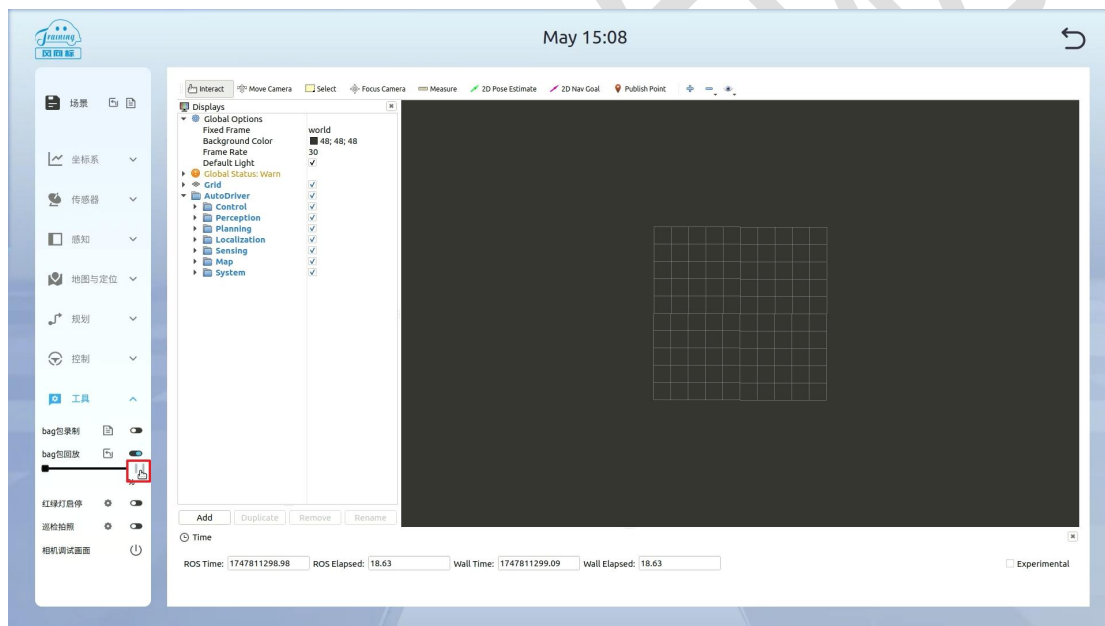 Training
风向标
May 15:08
场景
坐标系
传感器
感知
地图与定位
规划
控制
工具
bag包录制
bag包回放
%
红绿灯启停
巡检拍照
相机调试画面
Interact Move Camera Select Focus Camera Measure 2D Pose Estimate 2D Nav Goal Publish Point
Displays
Global Options
Fixed Frame world
Background Color 48; 48; 48
Frame Rate 30
Default Light
Global Status: Warn
Grid
AutoDriver
Control
Perception
Planning
Localization
Sensing
Map
System
Add Duplicate Remove Rename
Time
ROS Time: 1747811298.98 ROS Elapsed: 18.63 Wall Time: 1747811299.09 Wall Elapsed: 18.63 Experimental